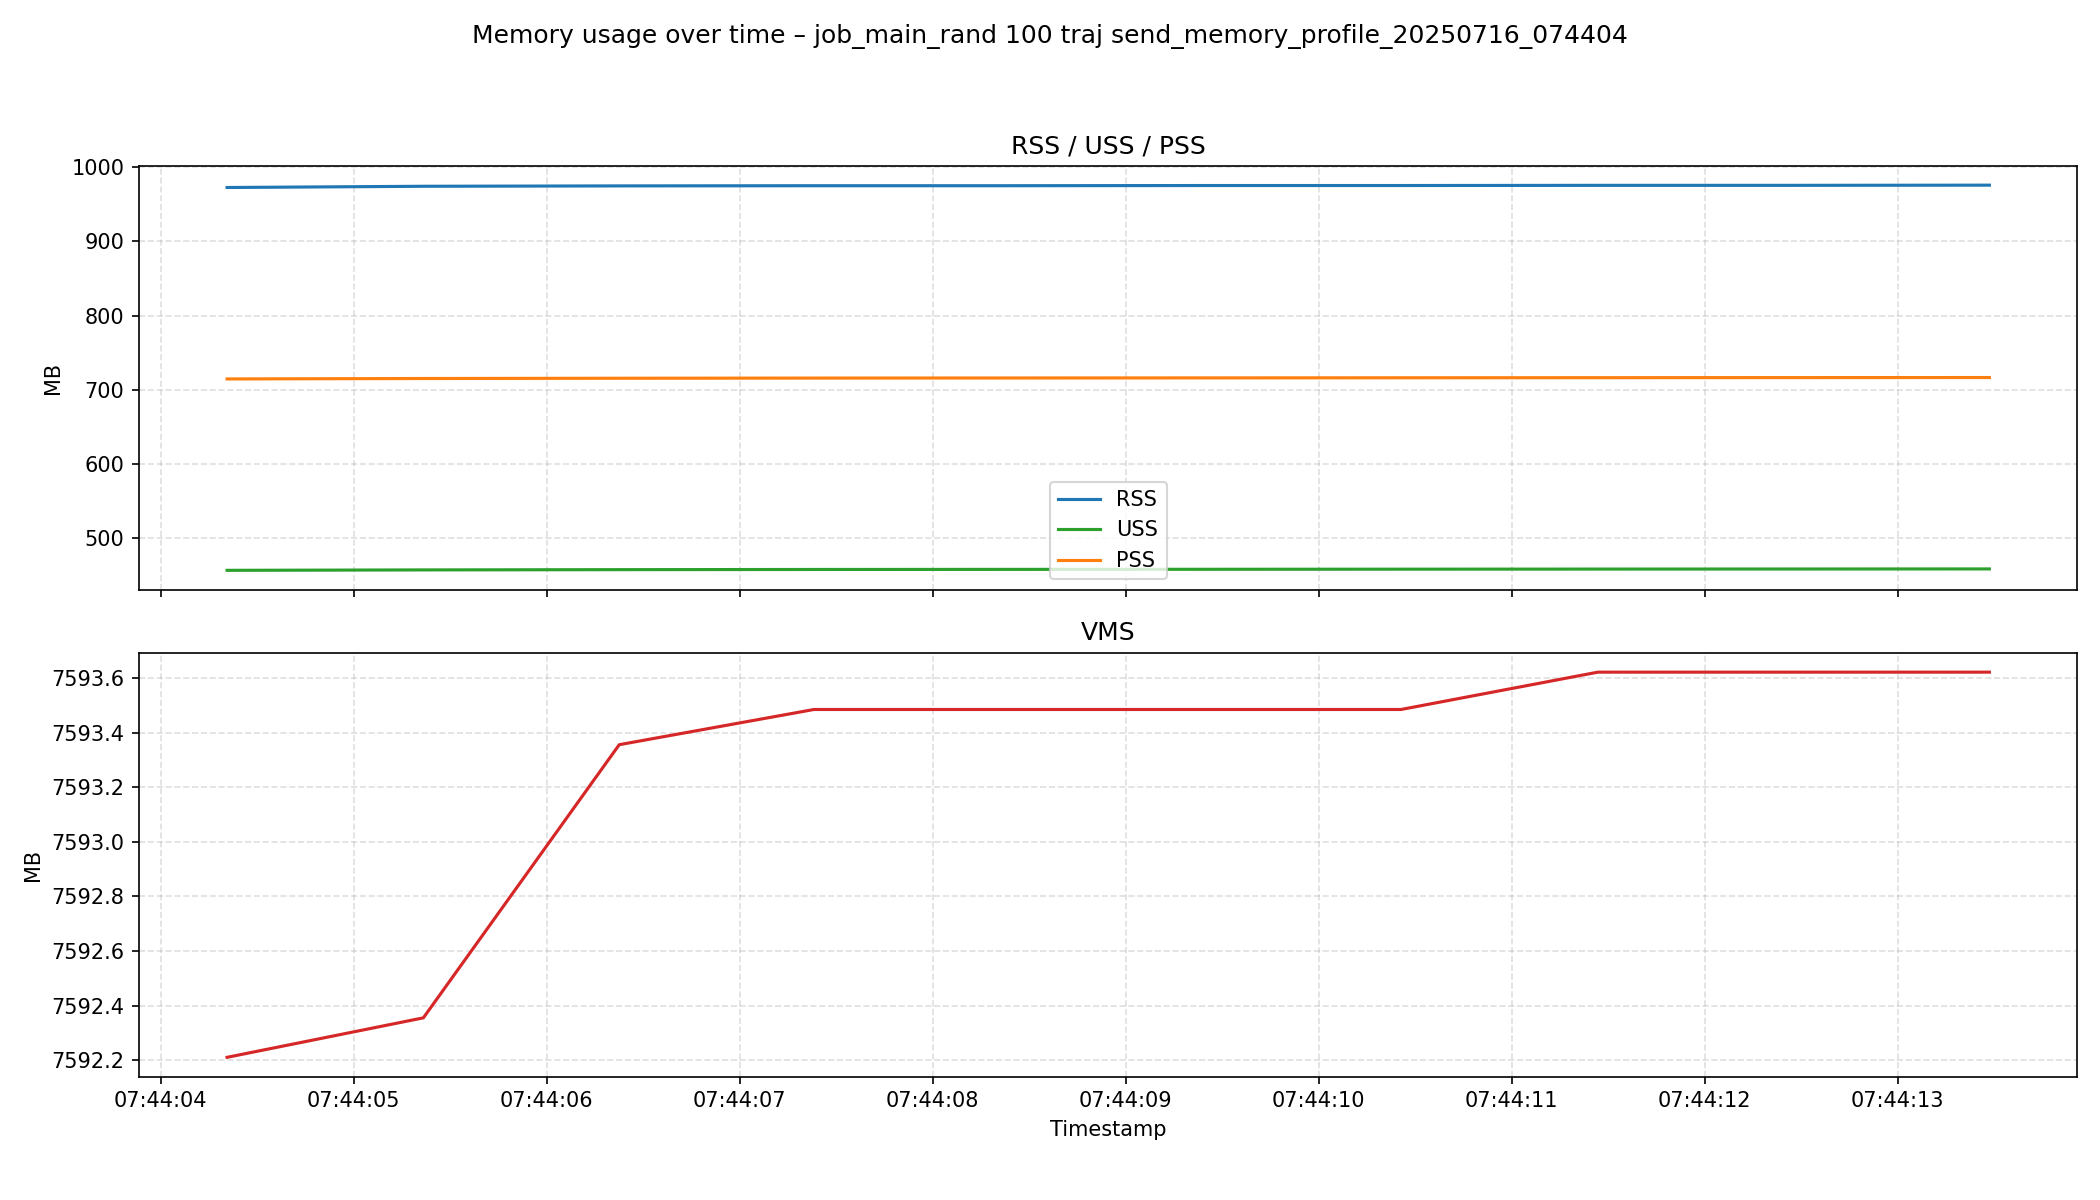 Memory usage over time – job_main_rand 100 traj send_memory_profile_20250716_074404
RSS / USS / PSS
1000
900
800
700
600
500
MB
RSS
USS
PSS
VMS
7593.6
7593.4
7593.2
7593.0
7592.8
7592.6
7592.4
7592.2
MB
07:44:04 07:44:05 07:44:06 07:44:07 07:44:08 07:44:09 07:44:10 07:44:11 07:44:12 07:44:13
Timestamp